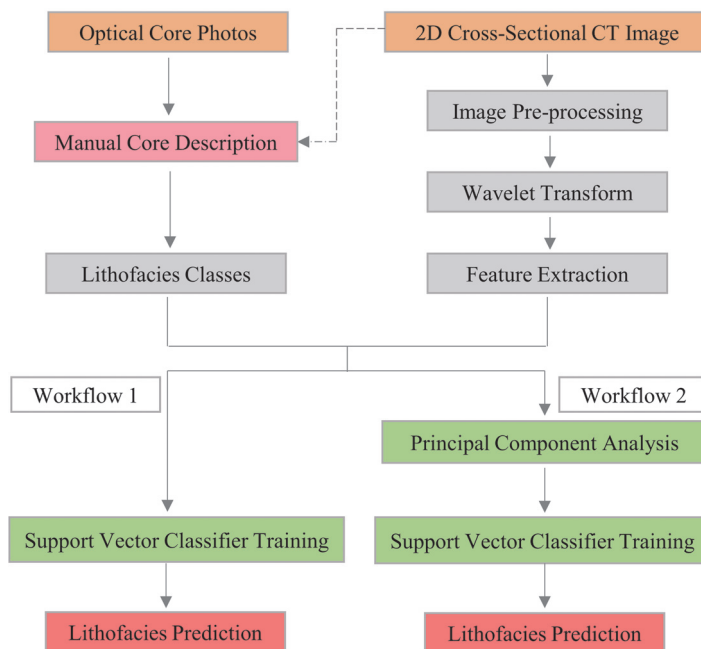 Optical Core Photos
2D Cross-Sectional CT Image
Image Pre-processing
Manual Core Description
Wavelet Transform
Lithofacies Classes
Feature Extraction
Workflow 1
Workflow 2
Principal Component Analysis
Support Vector Classifier Training
Support Vector Classifier Training
Lithofacies Prediction
Lithofacies Prediction